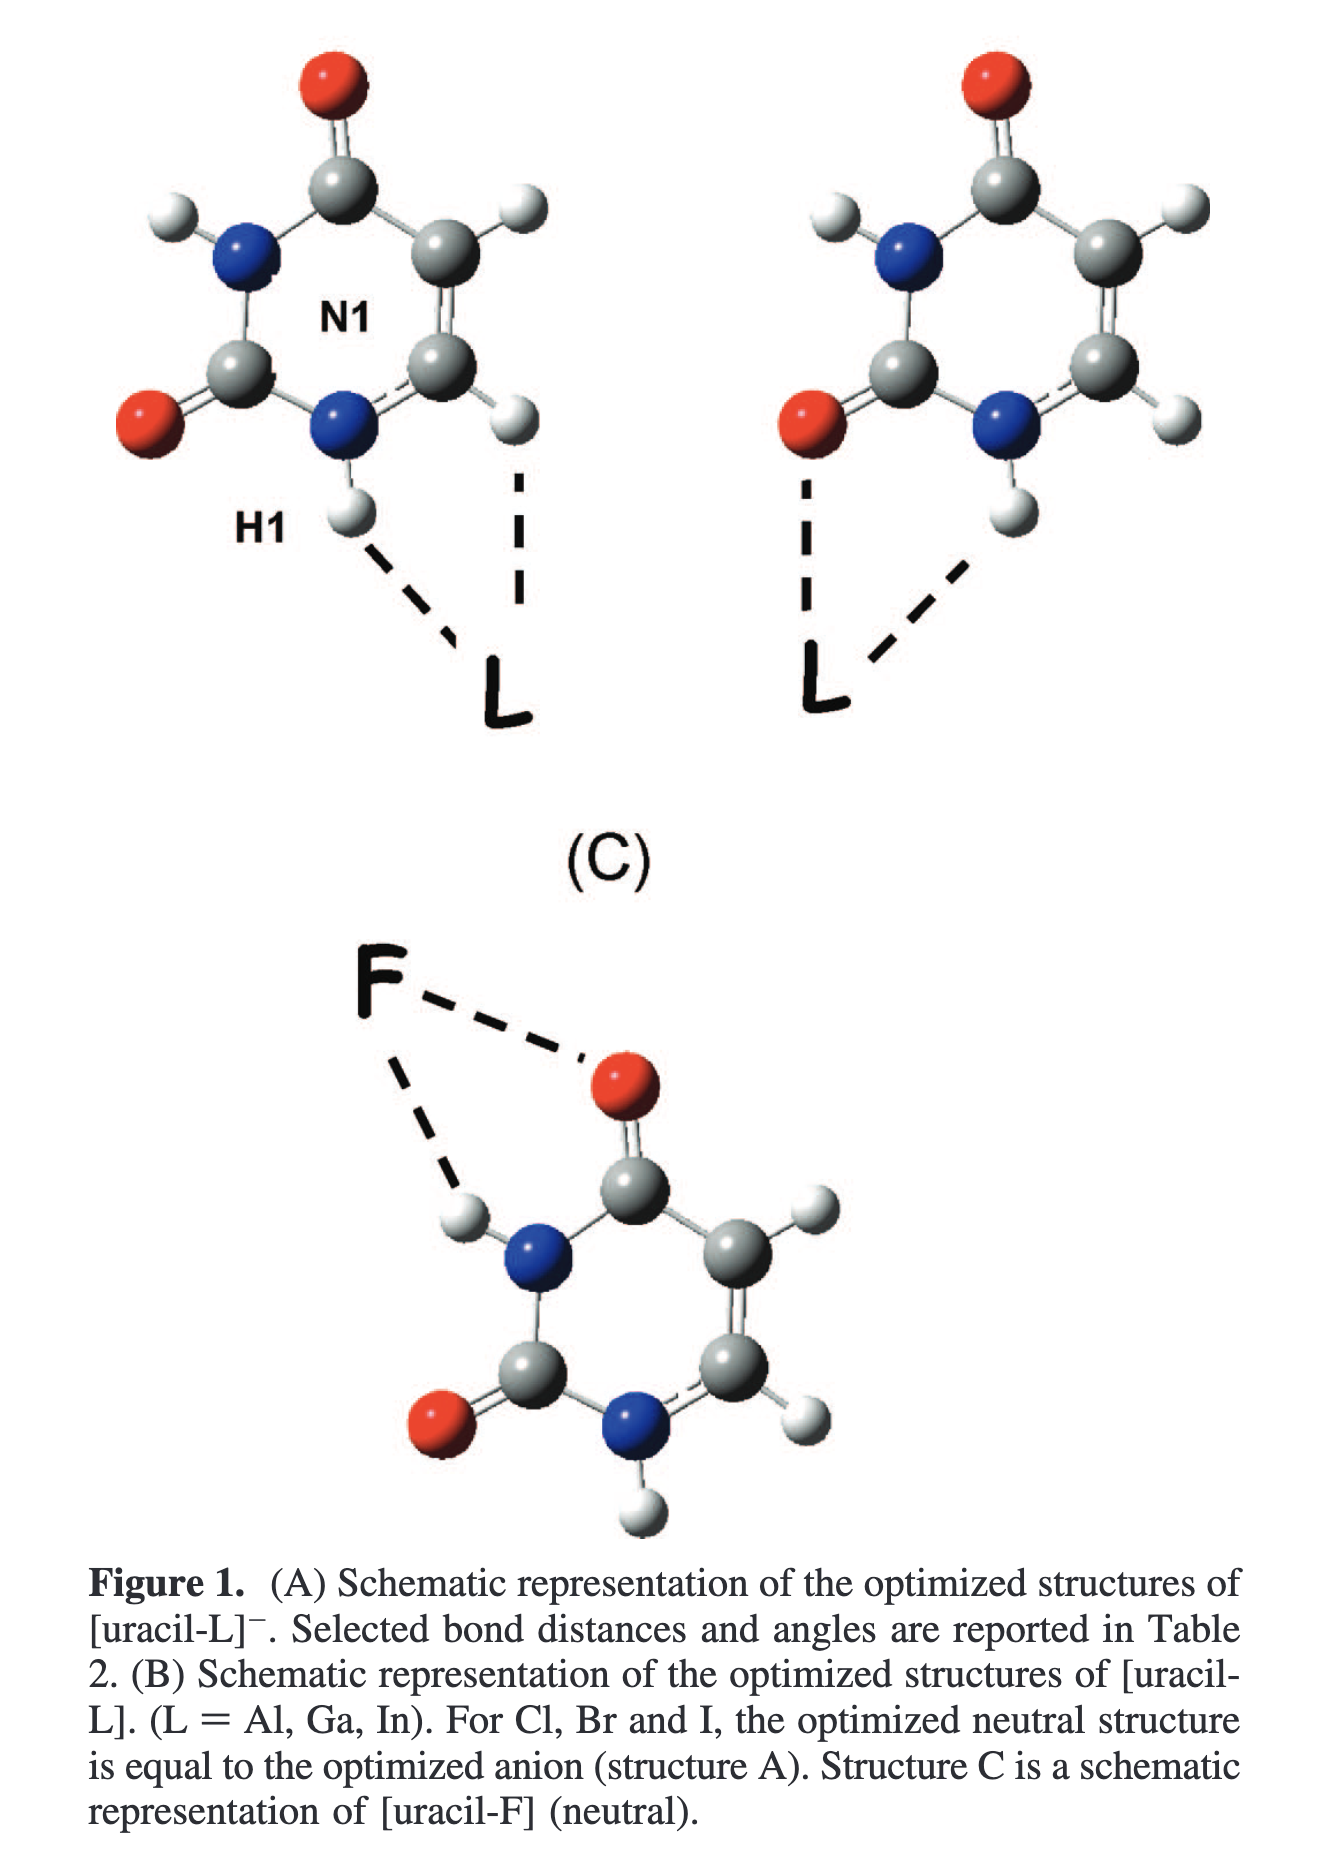 N1
H1
L
L
(C)
F
Figure 1. (A) Schematic representation of the optimized structures of
[uracil-L]−. Selected bond distances and angles are reported in Table
2. (B) Schematic representation of the optimized structures of [uracil-
L]. (L = Al, Ga, In). For Cl, Br and I, the optimized neutral structure
is equal to the optimized anion (structure A). Structure C is a schematic
representation of [uracil-F] (neutral).